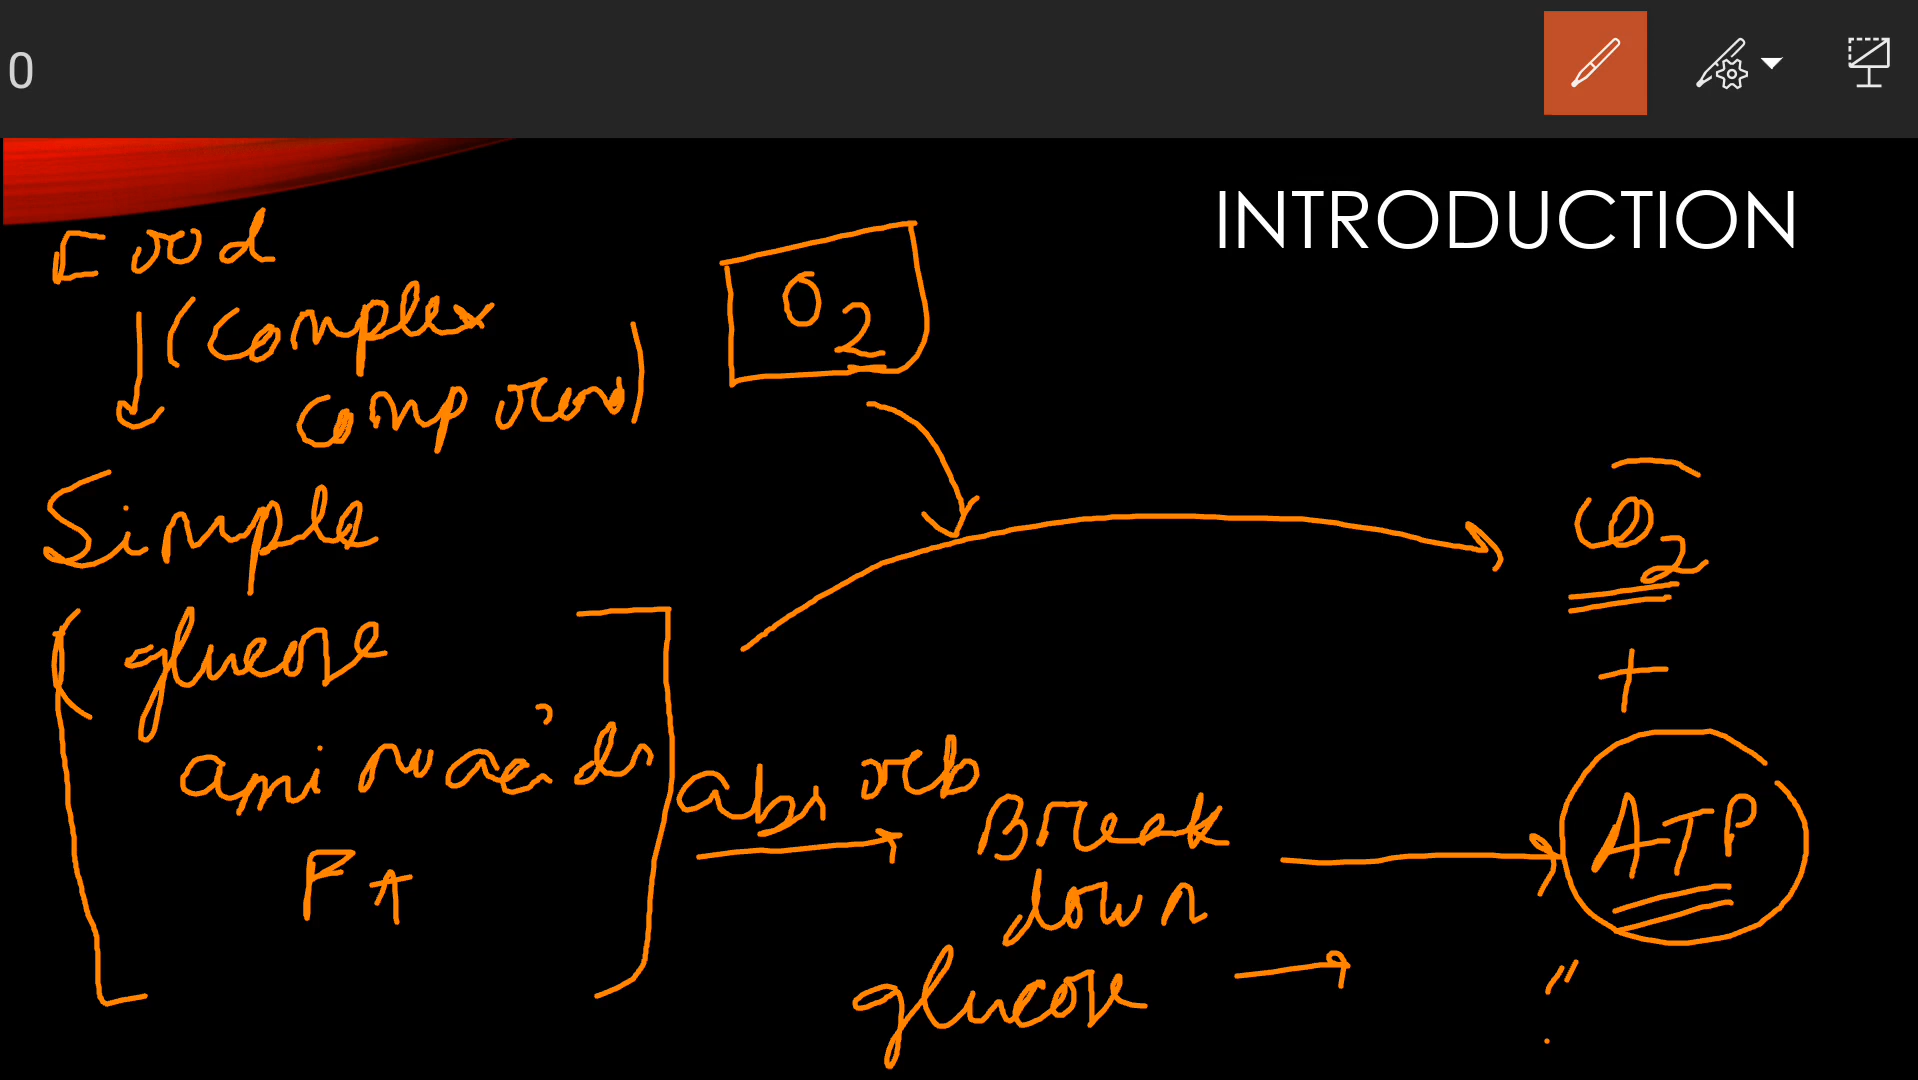 0
INTRODUCTION
Food
(Complex
compound)
Simple
(glucose
amino acids
FA
O2
absorb
Break
down
glucose
CO2
+
ATP
"